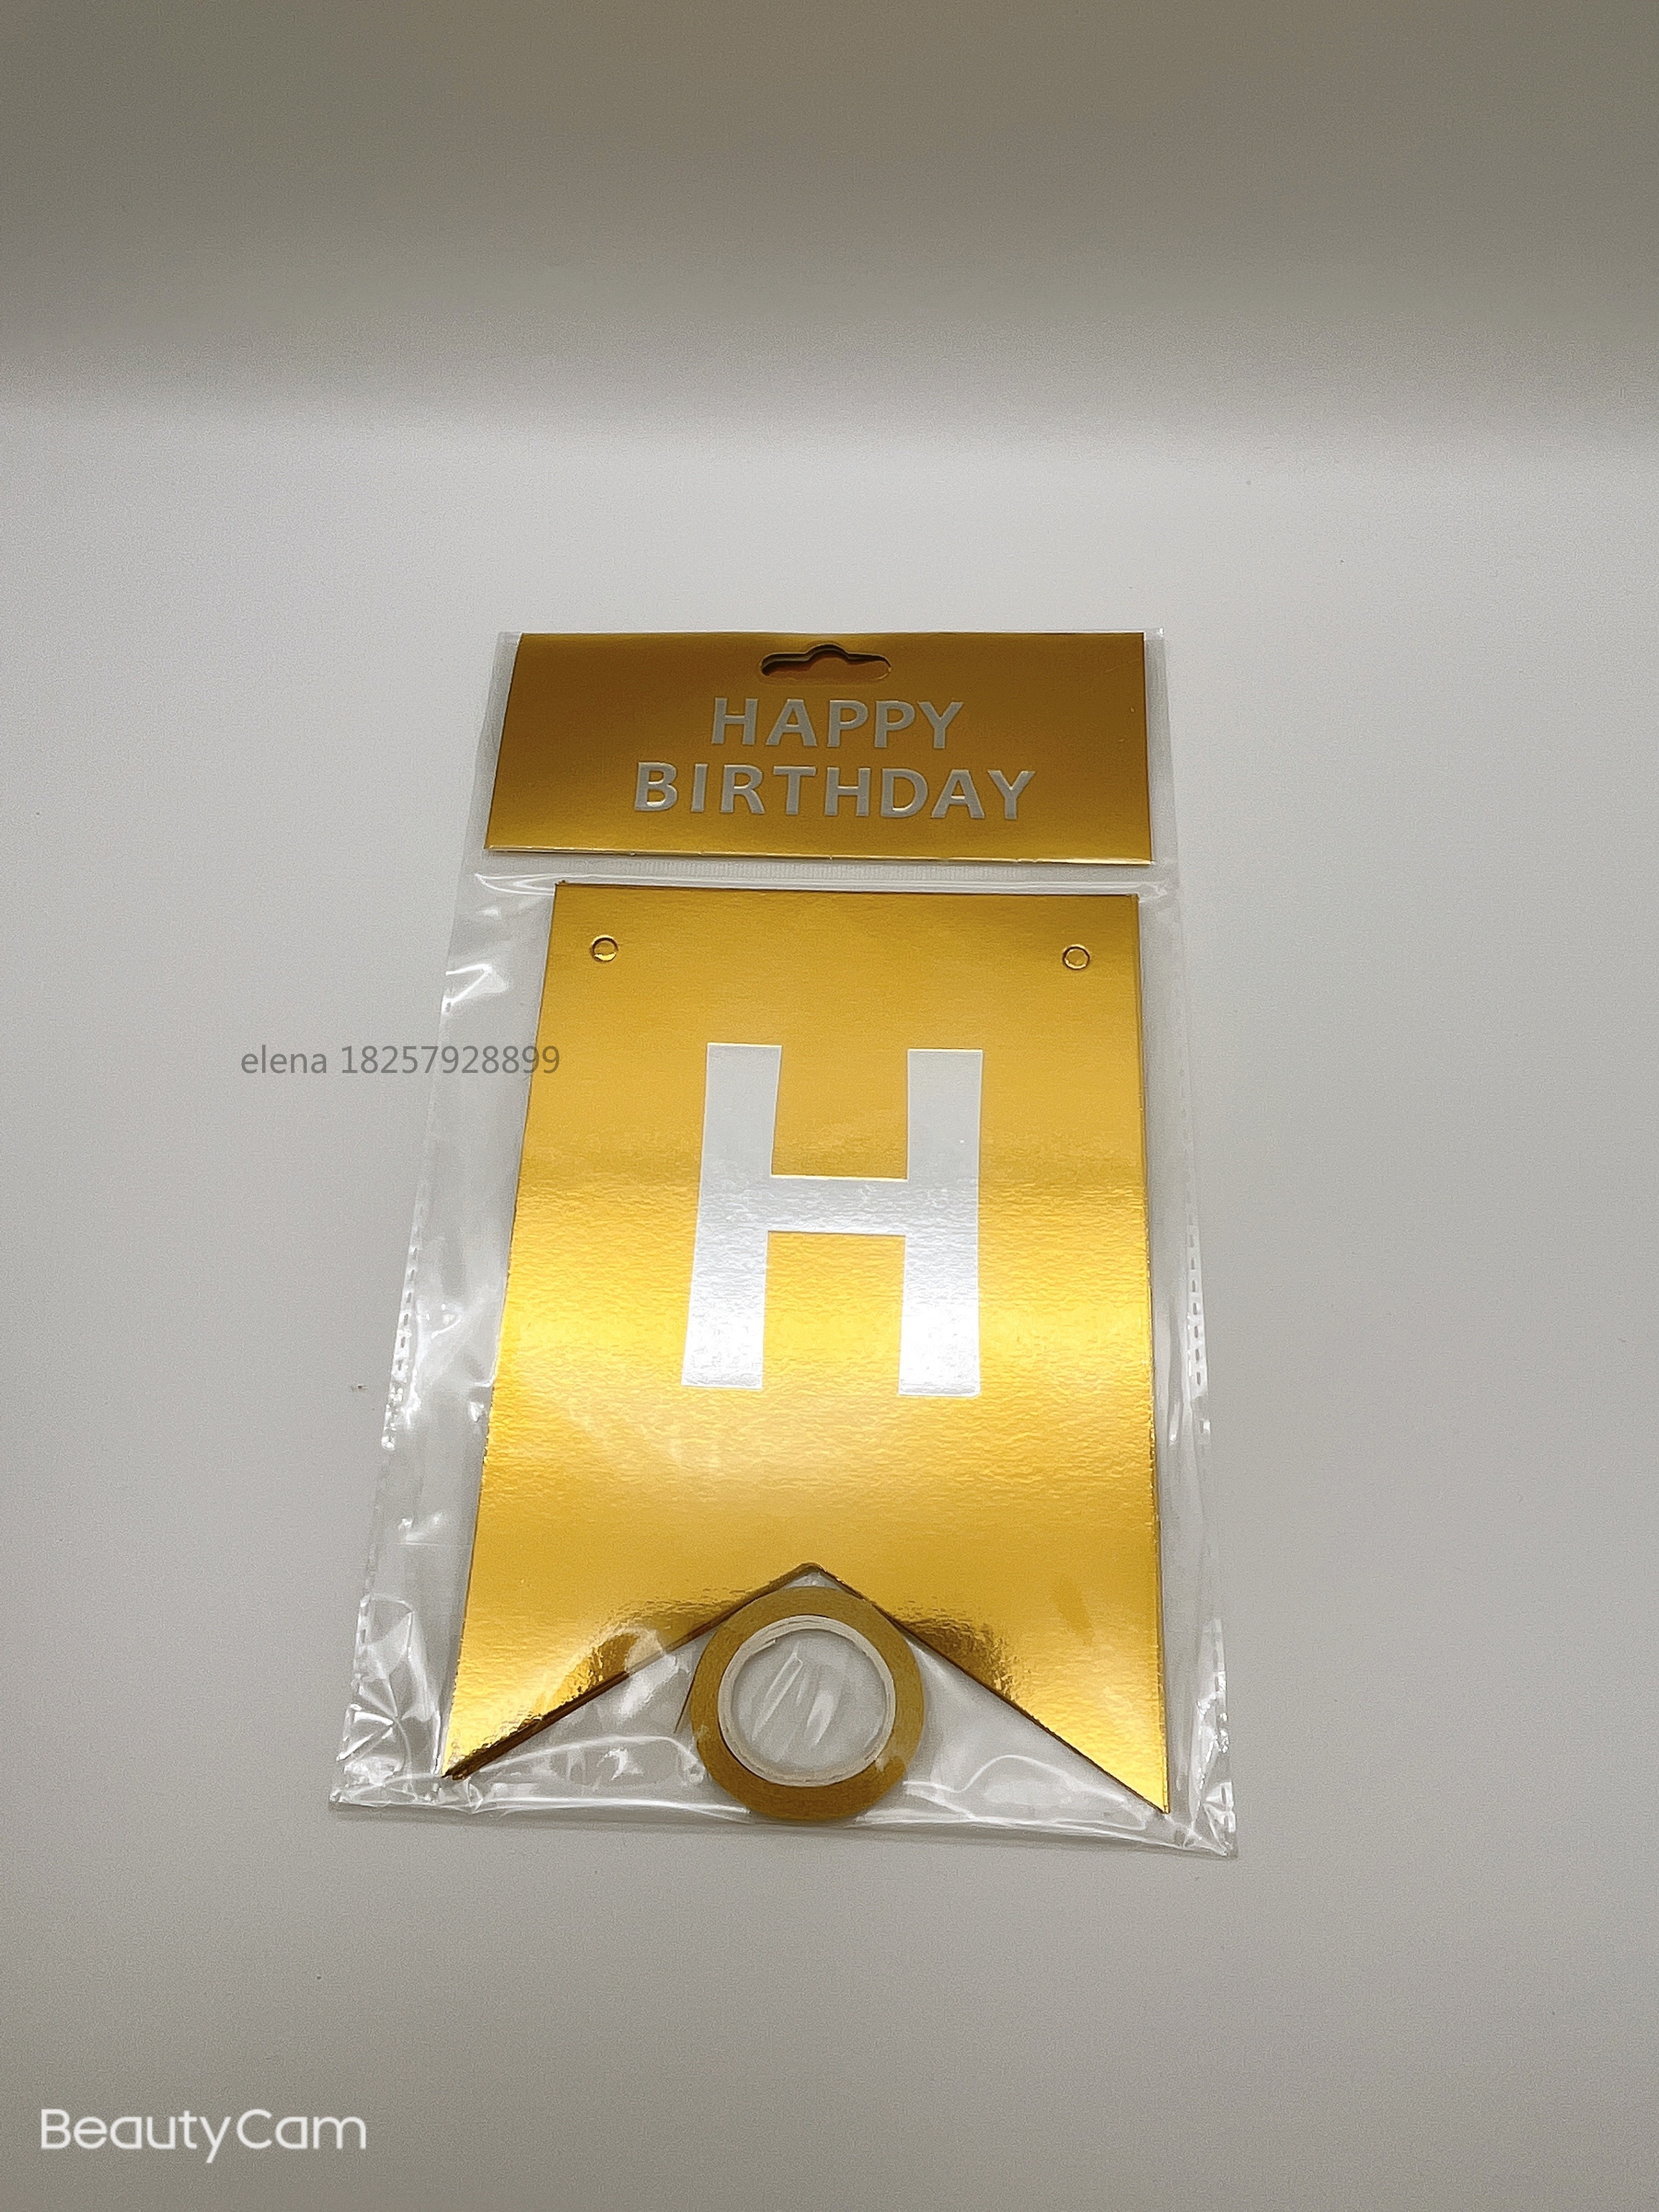 HAPPY
BIRTHDAY
elena 18257928899
H
BeautyCam